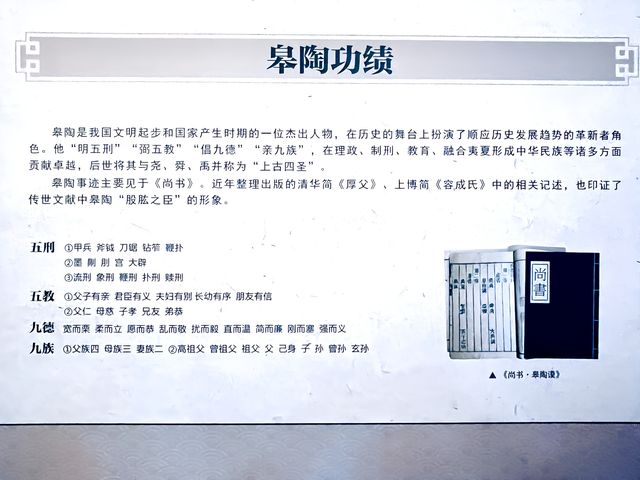 皋陶功绩
皋陶是我国文明起步和国家产生时期的一位杰出人物，在历史的舞台上扮演了顺应历史发展趋势的革新者角
色。他“明五刑”“弼五教”“倡九德”“亲九族”，在理政、制刑、教育、融合夷夏形成中华民族等诸多方面
贡献卓越，后世将其与尧、舜、禹并称为“上古四圣”。
皋陶事迹主要见于《尚书》。近年整理出版的清华简《厚父》、上博简《容成氏》中的相关记述，也印证了
传世文献中皋陶“股肱之臣”的形象。
五刑 ①甲兵 斧钺 刀锯 钻笮 鞭扑
②墨 劓 刖 宫 大辟
③流刑 象刑 鞭刑 扑刑 赎刑
五教 ①父子有亲 君臣有义 夫妇有别 长幼有序 朋友有信
②父仁 母慈 子孝 兄友 弟恭
九德 宽而栗 柔而立 愿而恭 乱而敬 扰而毅 直而温 简而廉 刚而塞 强而义
九族 ①父族四 母族三 妻族二 ②高祖父 曾祖父 祖父 父 己身 子 孙 曾孙 玄孙
尚書
▲《尚书·皋陶谟》